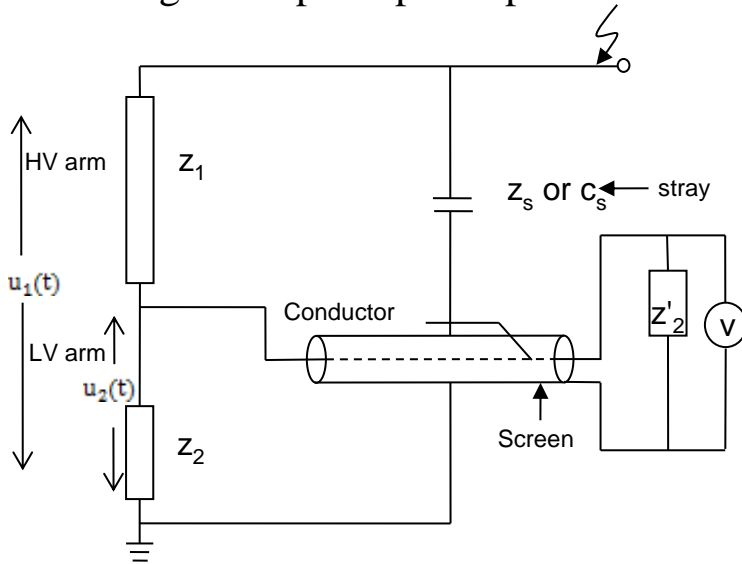 HV arm
z1
zs or cs
stray
u1(t)
Conductor
z'2
v
LV arm
u2(t)
z2
Screen